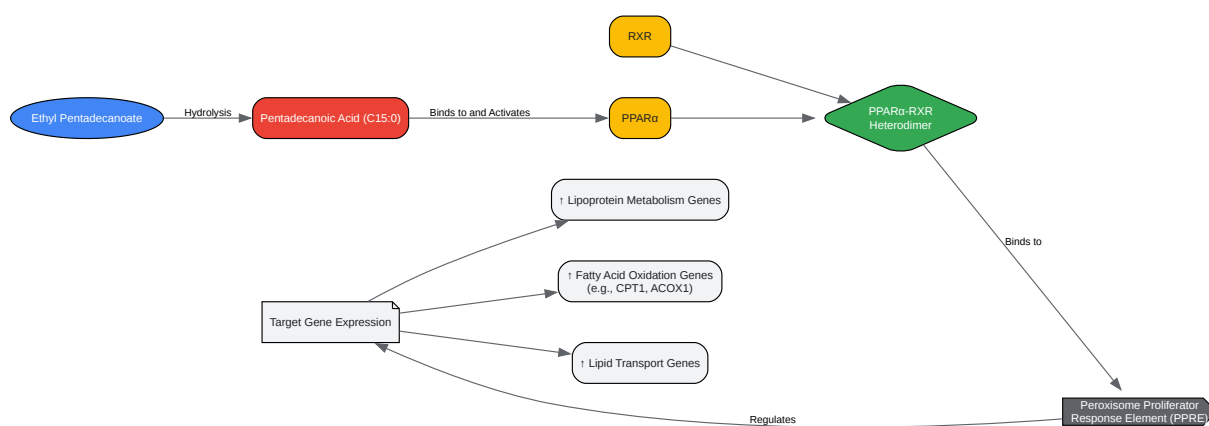 RXR
Ethyl Pentadecanoate
Hydrolysis
Pentadecanoic Acid (C15:0)
Binds to and Activates
PPARα
PPARα-RXR
Heterodimer
↑ Lipoprotein Metabolism Genes
Binds to
↑ Fatty Acid Oxidation Genes
(e.g., CPT1, ACOX1)
Target Gene Expression
↑ Lipid Transport Genes
Regulates
Peroxisome Proliferator
Response Element (PPRE)